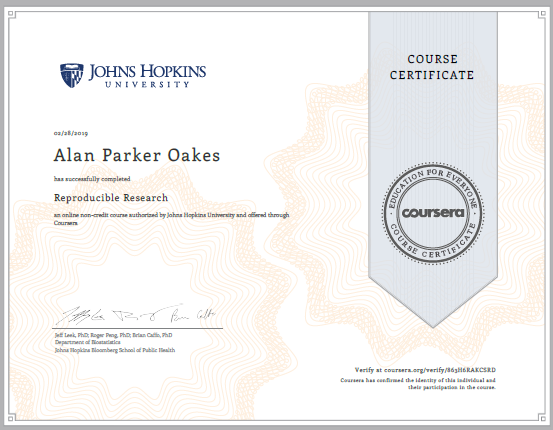 JOHNS HOPKINS
UNIVERSITY
COURSE
CERTIFICATE
02/28/2019
Alan Parker Oakes
has successfully completed
Reproducible Research
an online non-credit course authorized by Johns Hopkins University and offered through
Coursera
EDUCATION FOR EVERYONE
coursera
COURSE CERTIFICATE
Jeff Leek, PhD; Roger Peng, PhD; Brian Caffo, PhD
Department of Biostatistics
Johns Hopkins Bloomberg School of Public Health
Verify at coursera.org/verify/B63H6RAKCSRD
Coursera has confirmed the identity of this individual and
their participation in the course.